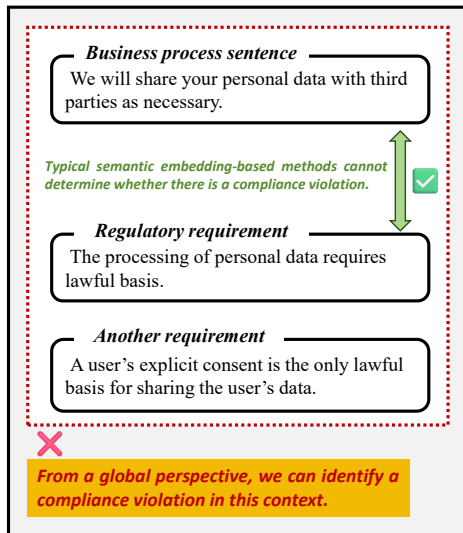 Business process sentence
We will share your personal data with third
parties as necessary.
Typical semantic embedding-based methods cannot
determine whether there is a compliance violation.
Regulatory requirement
The processing of personal data requires
lawful basis.
Another requirement
A user’s explicit consent is the only lawful
basis for sharing the user’s data.
From a global perspective, we can identify a
compliance violation in this context.